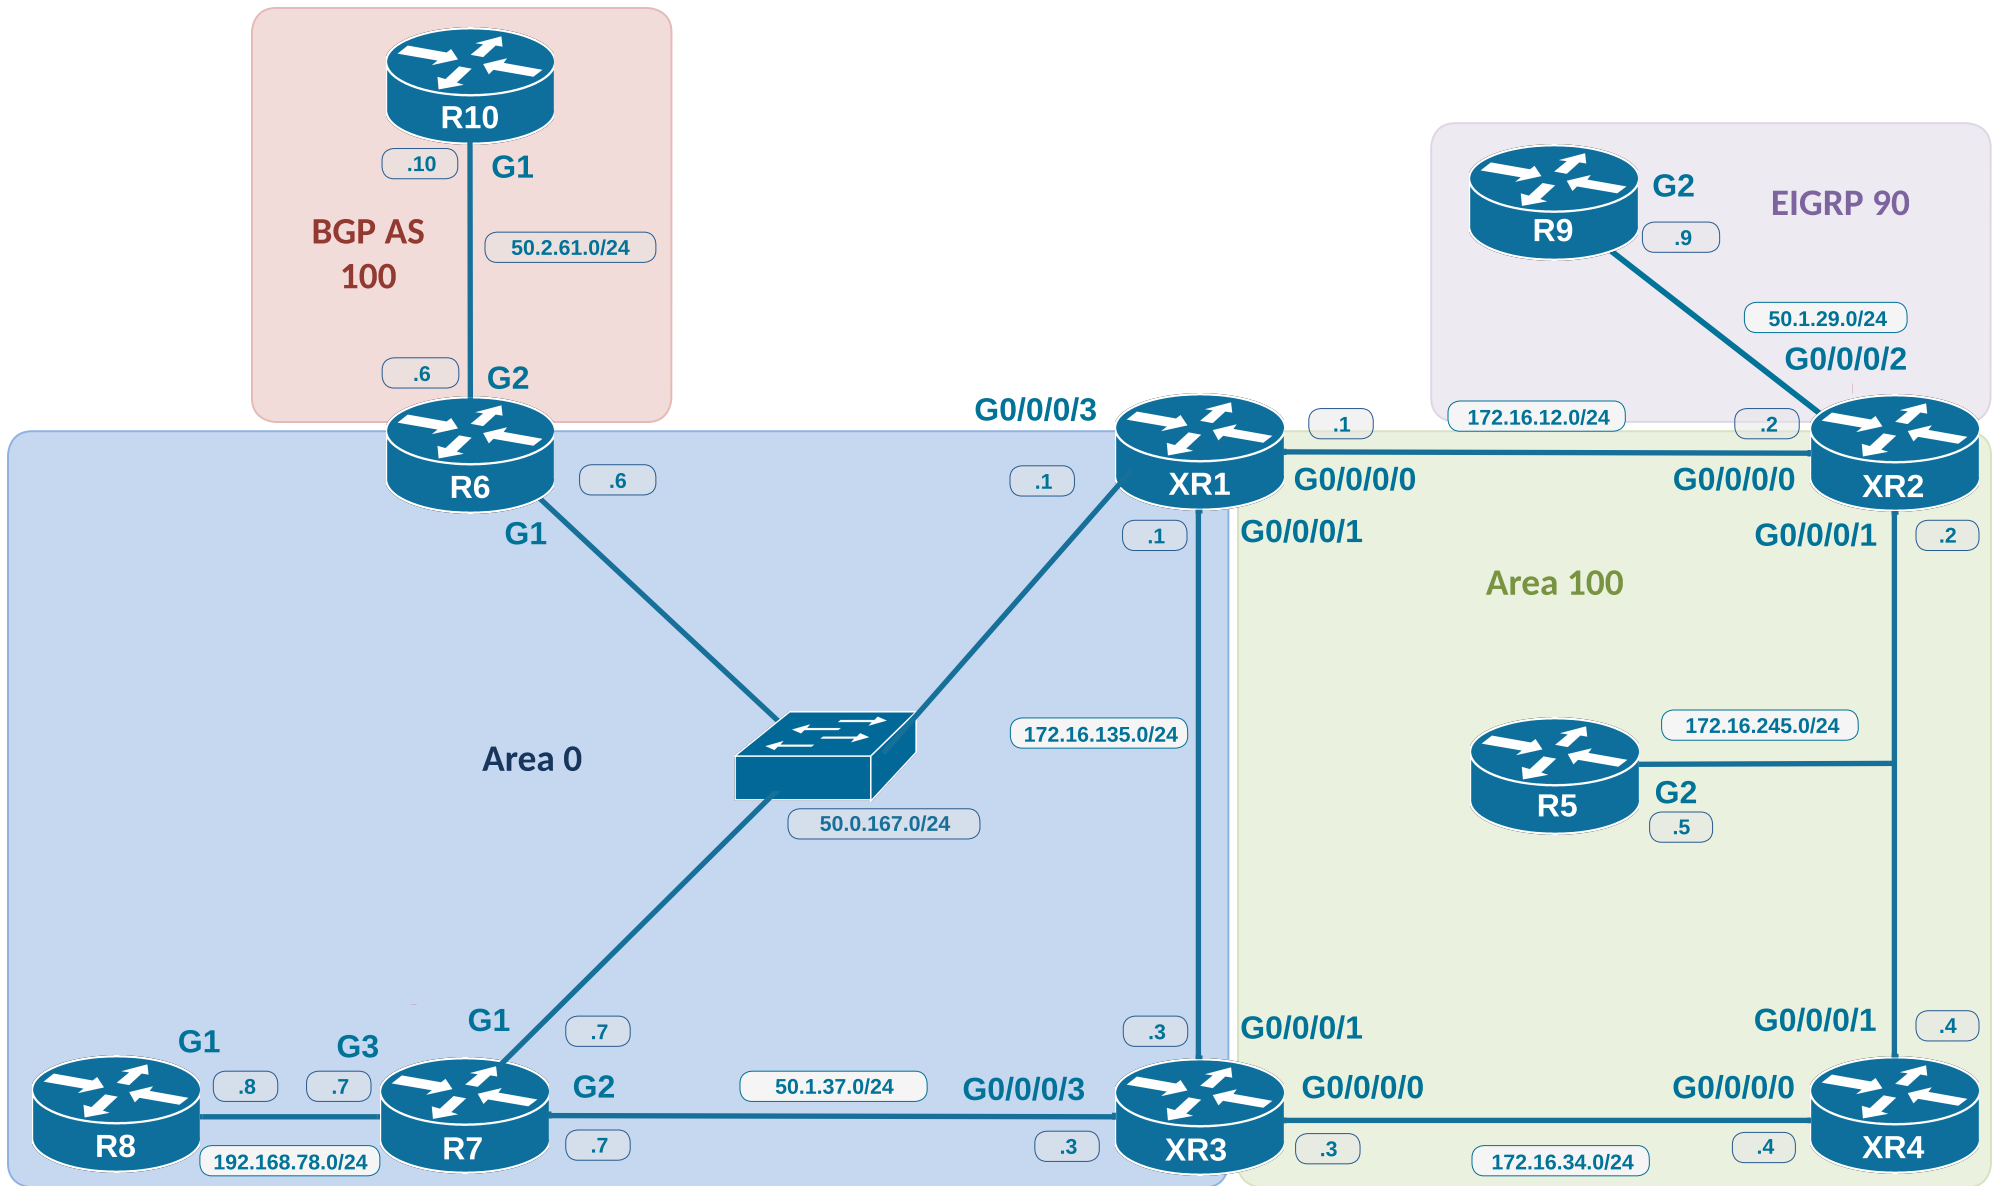 R10
.10
G1
BGP AS
100
50.2.61.0/24
.6
G2
R6
.6
G1
R9
G2
.9
EIGRP 90
50.1.29.0/24
G0/0/0/2
G0/0/0/3
.1
XR1
.1
172.16.12.0/24
.2
G0/0/0/0
G0/0/0/0
XR2
.1
G0/0/0/1
G0/0/0/1
.2
Area 100
Area 0
172.16.135.0/24
50.0.167.0/24
172.16.245.0/24
R5
G2
.5
G1
.7
G1
G3
.8
.7
R8
192.168.78.0/24
R7
G2
.7
50.1.37.0/24
G0/0/0/3
.3
.3
G0/0/0/1
XR3
G0/0/0/0
.3
172.16.34.0/24
G0/0/0/1
.4
G0/0/0/0
.4
XR4